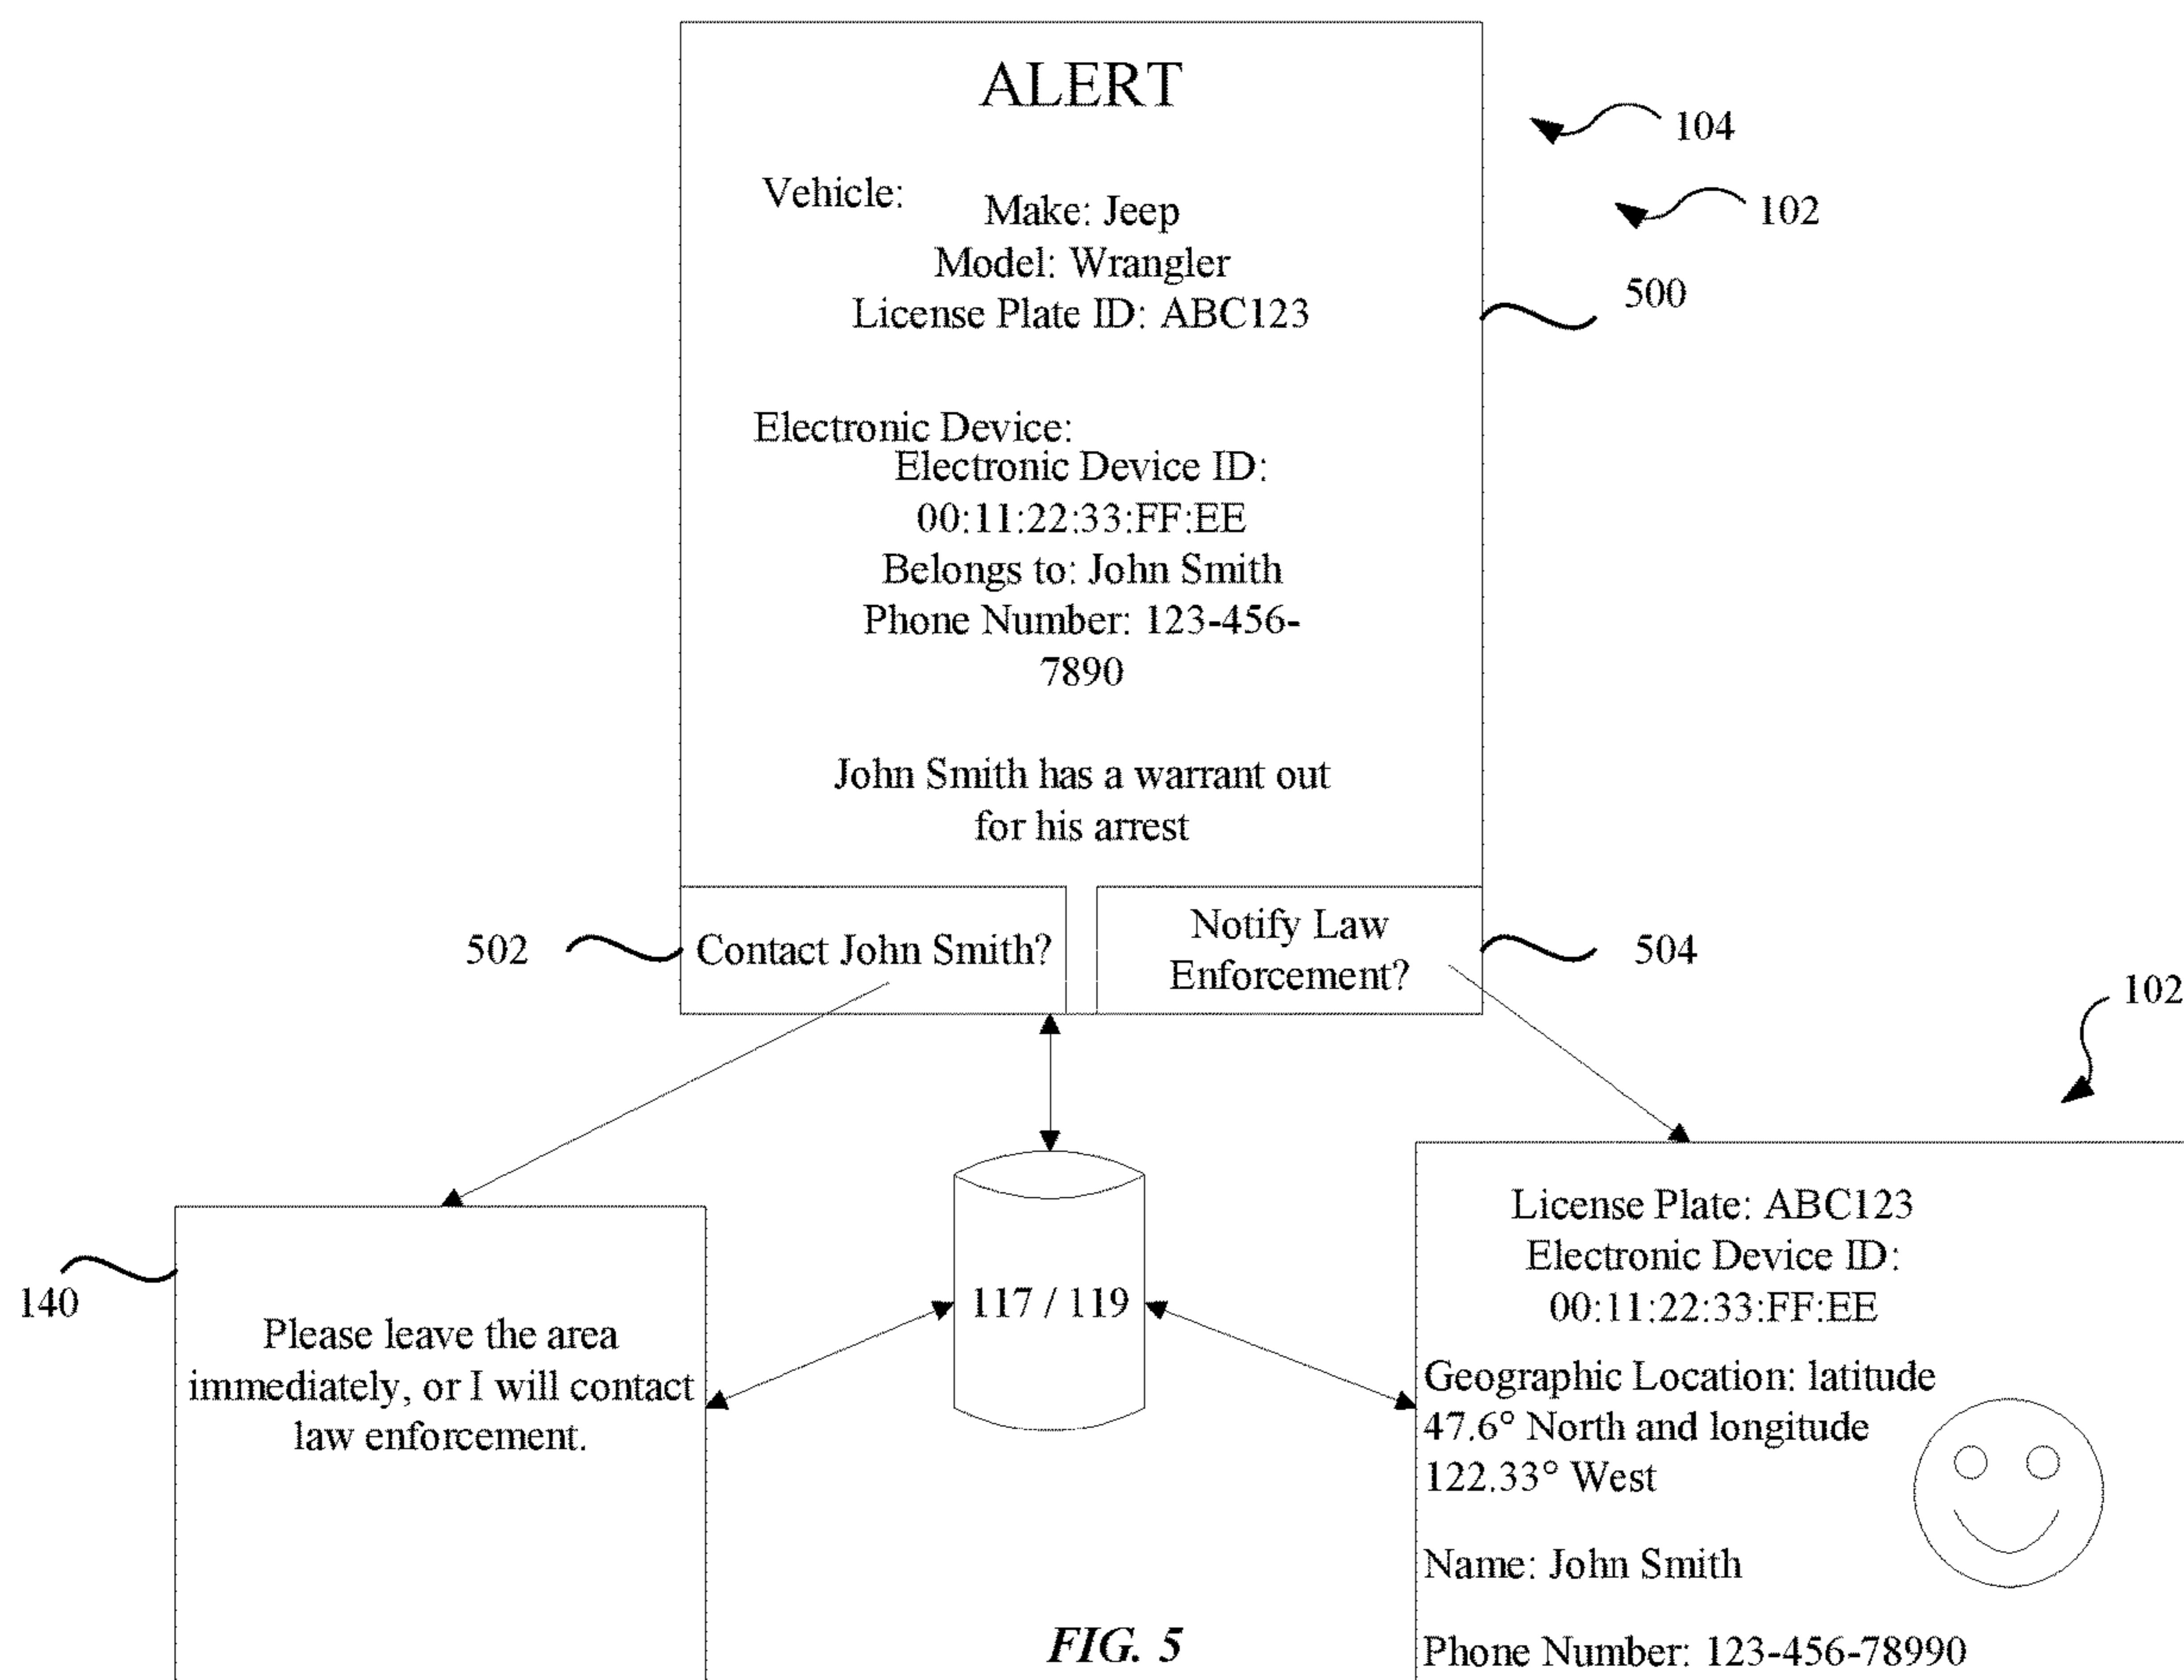 ALERT
104
Vehicle:
Make: Jeep
102
Model: Wrangler
500
License Plate ID: ABC123
Electronic Device:
Electronic Device ID:
00:11:22:33:FF:EE
Belongs to: John Smith
Phone Number: 123-456-
7890
John Smith has a warrant out
for his arrest
502
Contact John Smith?
Notify Law
Enforcement?
504
102
140
Please leave the area
immediately, or I will contact
law enforcement.
117 / 119
License Plate: ABC123
Electronic Device ID:
00:11:22:33:FF:EE
Geographic Location: latitude
47.6° North and longitude
122.33° West
Name: John Smith
Phone Number: 123-456-78990
FIG. 5